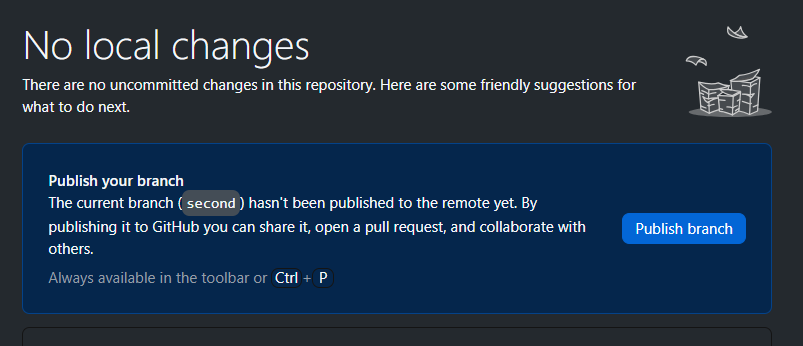 No local changes
There are no uncommitted changes in this repository. Here are some friendly suggestions for
what to do next.
Publish your branch
The current branch (second) hasn't been published to the remote yet. By
publishing it to GitHub you can share it, open a pull request, and collaborate with
others.
Publish branch
Always available in the toolbar or Ctrl + P